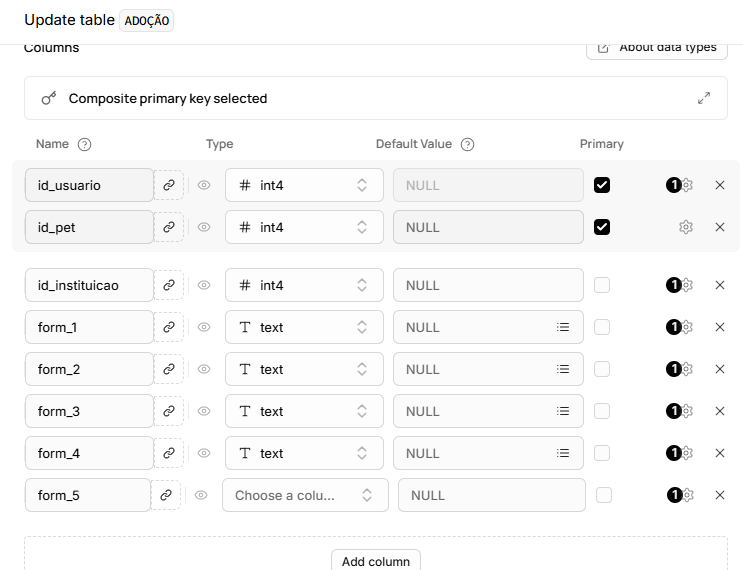 Update table ADOÇÃO
Columns About data types
Composite primary key selected
Name Type Default Value Primary
id_usuario int4 NULL 1
id_pet int4 NULL
id_instituicao int4 NULL 1
form_1 text NULL 1
form_2 text NULL 1
form_3 text NULL 1
form_4 text NULL 1
form_5 Choose a colu... NULL 1
Add column